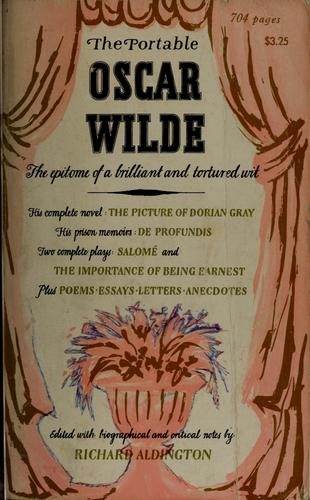 704 pages
$3.25
The Portable
OSCAR
WILDE
The epitome of a brilliant and tortured wit
His complete novel: THE PICTURE OF DORIAN GRAY
His prison memoirs: DE PROFUNDIS
Two complete plays: SALOMÉ and
THE IMPORTANCE OF BEING EARNEST
Plus POEMS·ESSAYS·LETTERS·ANECDOTES
Edited with biographical and critical notes by
RICHARD ALDINGTON